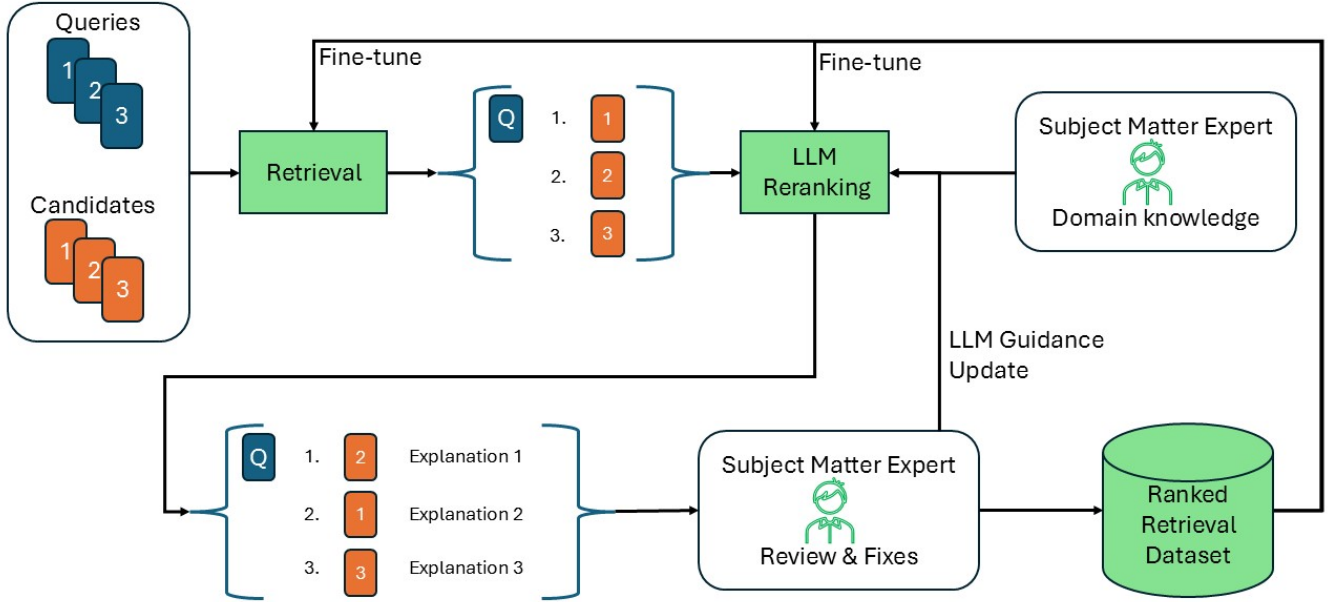 Queries
1
2
3
Candidates
1
2
3
Fine-tune
Retrieval
Q
1. 1
2. 2
3. 3
Fine-tune
LLM
Reranking
Subject Matter Expert
Domain knowledge
LLM Guidance
Update
Q
1. 2 Explanation 1
2. 1 Explanation 2
3. 3 Explanation 3
Subject Matter Expert
Review & Fixes
Ranked
Retrieval
Dataset